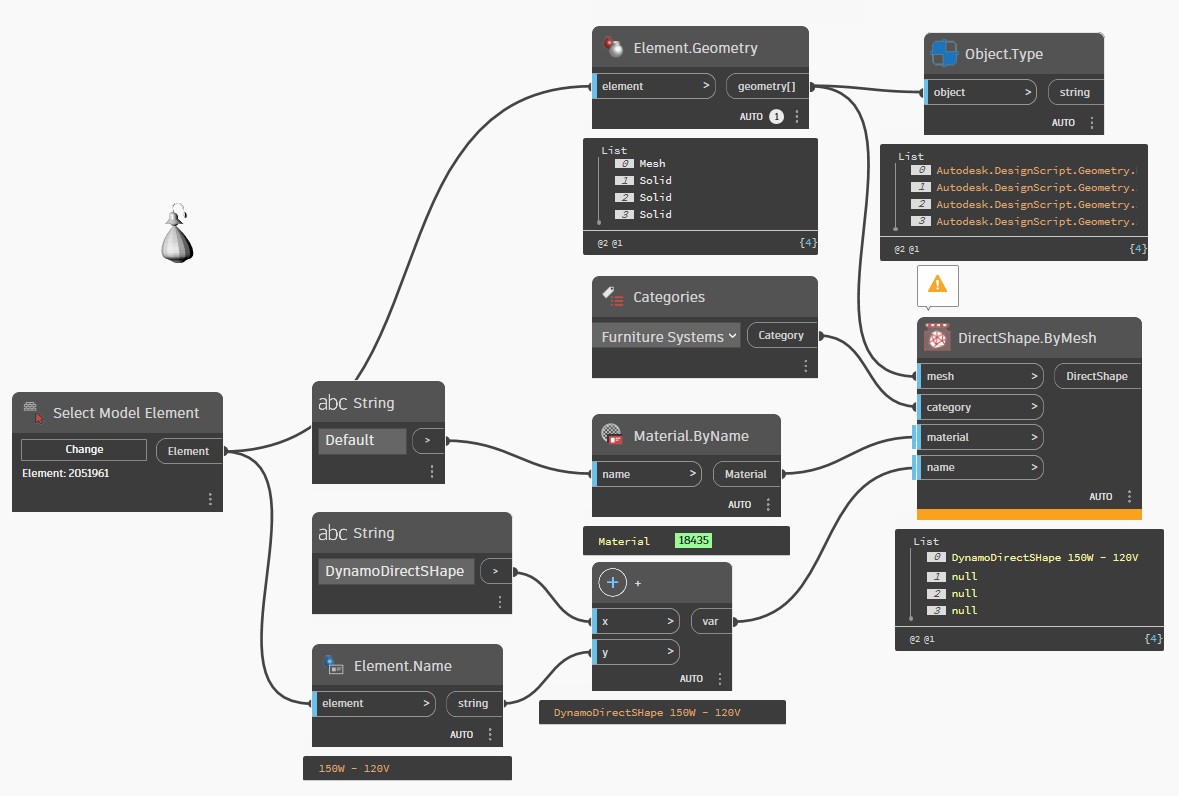 Element.Geometry
element >
geometry[]
AUTO 1
List
0 Mesh
1 Solid
2 Solid
3 Solid
@2 @1 {4}
Object.Type
object >
string
AUTO
List
0 Autodesk.DesignScript.Geometry.
1 Autodesk.DesignScript.Geometry.
2 Autodesk.DesignScript.Geometry.
3 Autodesk.DesignScript.Geometry.
@2 @1 {4}
Categories
Furniture Systems
Category
DirectShape.ByMesh
mesh >
DirectShape
category >
material >
name >
AUTO
List
0 DynamoDirectSHape 150W - 120V
1 null
2 null
3 null
@2 @1 {4}
Select Model Element
Change
Element
Element: 2051961
abc String
Default
>
Material.ByName
name >
Material
AUTO
Material 18435
abc String
DynamoDirectSHape
>
+ +
x >
var
y >
AUTO
DynamoDirectSHape 150W - 120V
Element.Name
element >
string
AUTO
150W - 120V